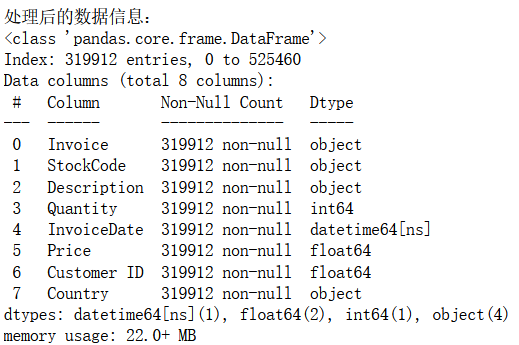 处理后的数据信息：
<class 'pandas.core.frame.DataFrame'>
Index: 319912 entries, 0 to 525460
Data columns (total 8 columns):
 #   Column       Non-Null Count   Dtype
---  ------       --------------   -----
 0   Invoice      319912 non-null  object
 1   StockCode    319912 non-null  object
 2   Description  319912 non-null  object
 3   Quantity     319912 non-null  int64
 4   InvoiceDate  319912 non-null  datetime64[ns]
 5   Price        319912 non-null  float64
 6   Customer ID  319912 non-null  float64
 7   Country      319912 non-null  object
dtypes: datetime64[ns](1), float64(2), int64(1), object(4)
memory usage: 22.0+ MB